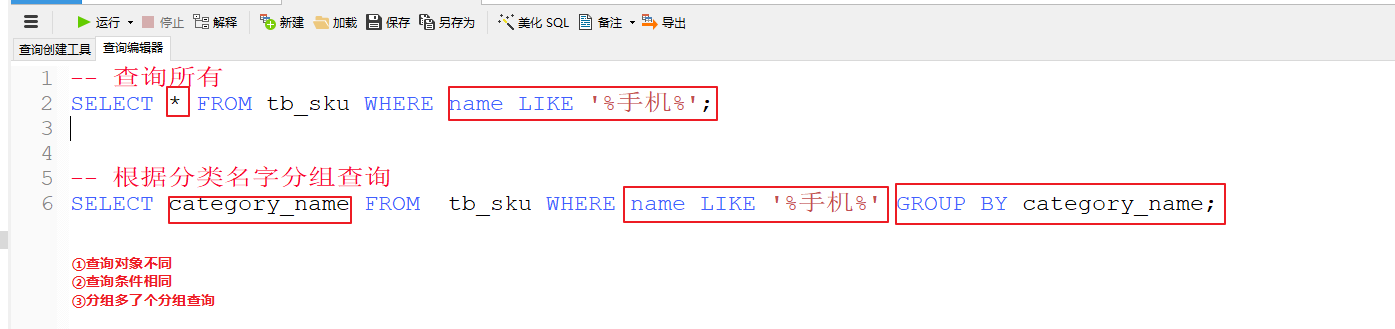 运行 停止 解释 新建 加载 保存 另存为 美化 SQL 备注 导出
查询创建工具 查询编辑器
1 -- 查询所有
2 SELECT * FROM tb_sku WHERE name LIKE '%手机%';
3
4
5 -- 根据分类名字分组查询
6 SELECT category_name FROM tb_sku WHERE name LIKE '%手机%' GROUP BY category_name;
①查询对象不同
②查询条件相同
③分组多了个分组查询